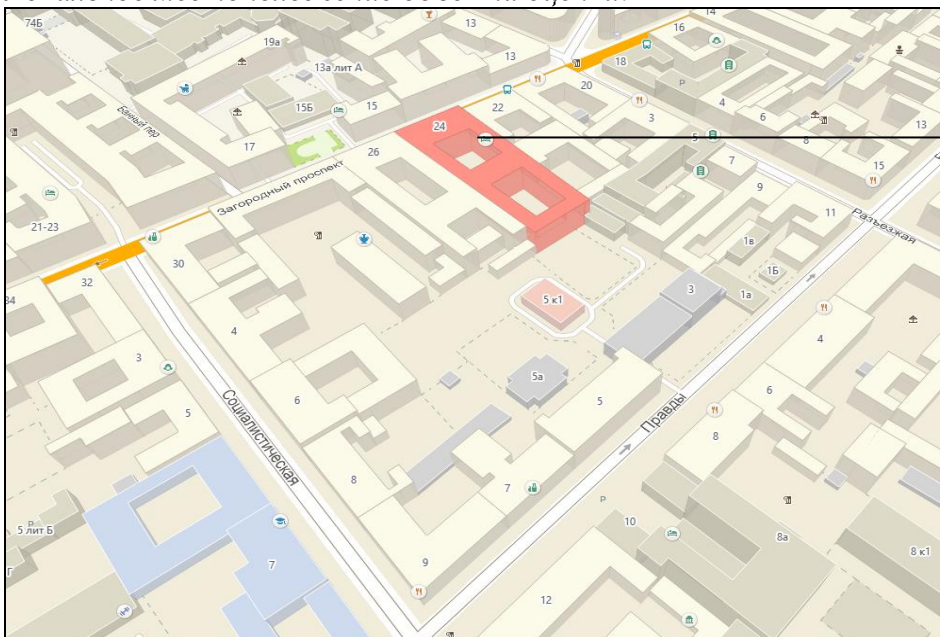 74Б
19а
13
13
14
16
18
13а лит А
20
15Б
15
22
24
3
4
6
5
8
13
Банный пер
17
26
7
15
Загородный проспект
9
11
Разъезжая
21-23
1в
1Б
30
3
1а
32
34
5 к1
4
3
4
5а
5
6
6
5
Социалистическая
Правды
8
8
7
Р
5 лит Б
10
8а
8 к1
9
7
12